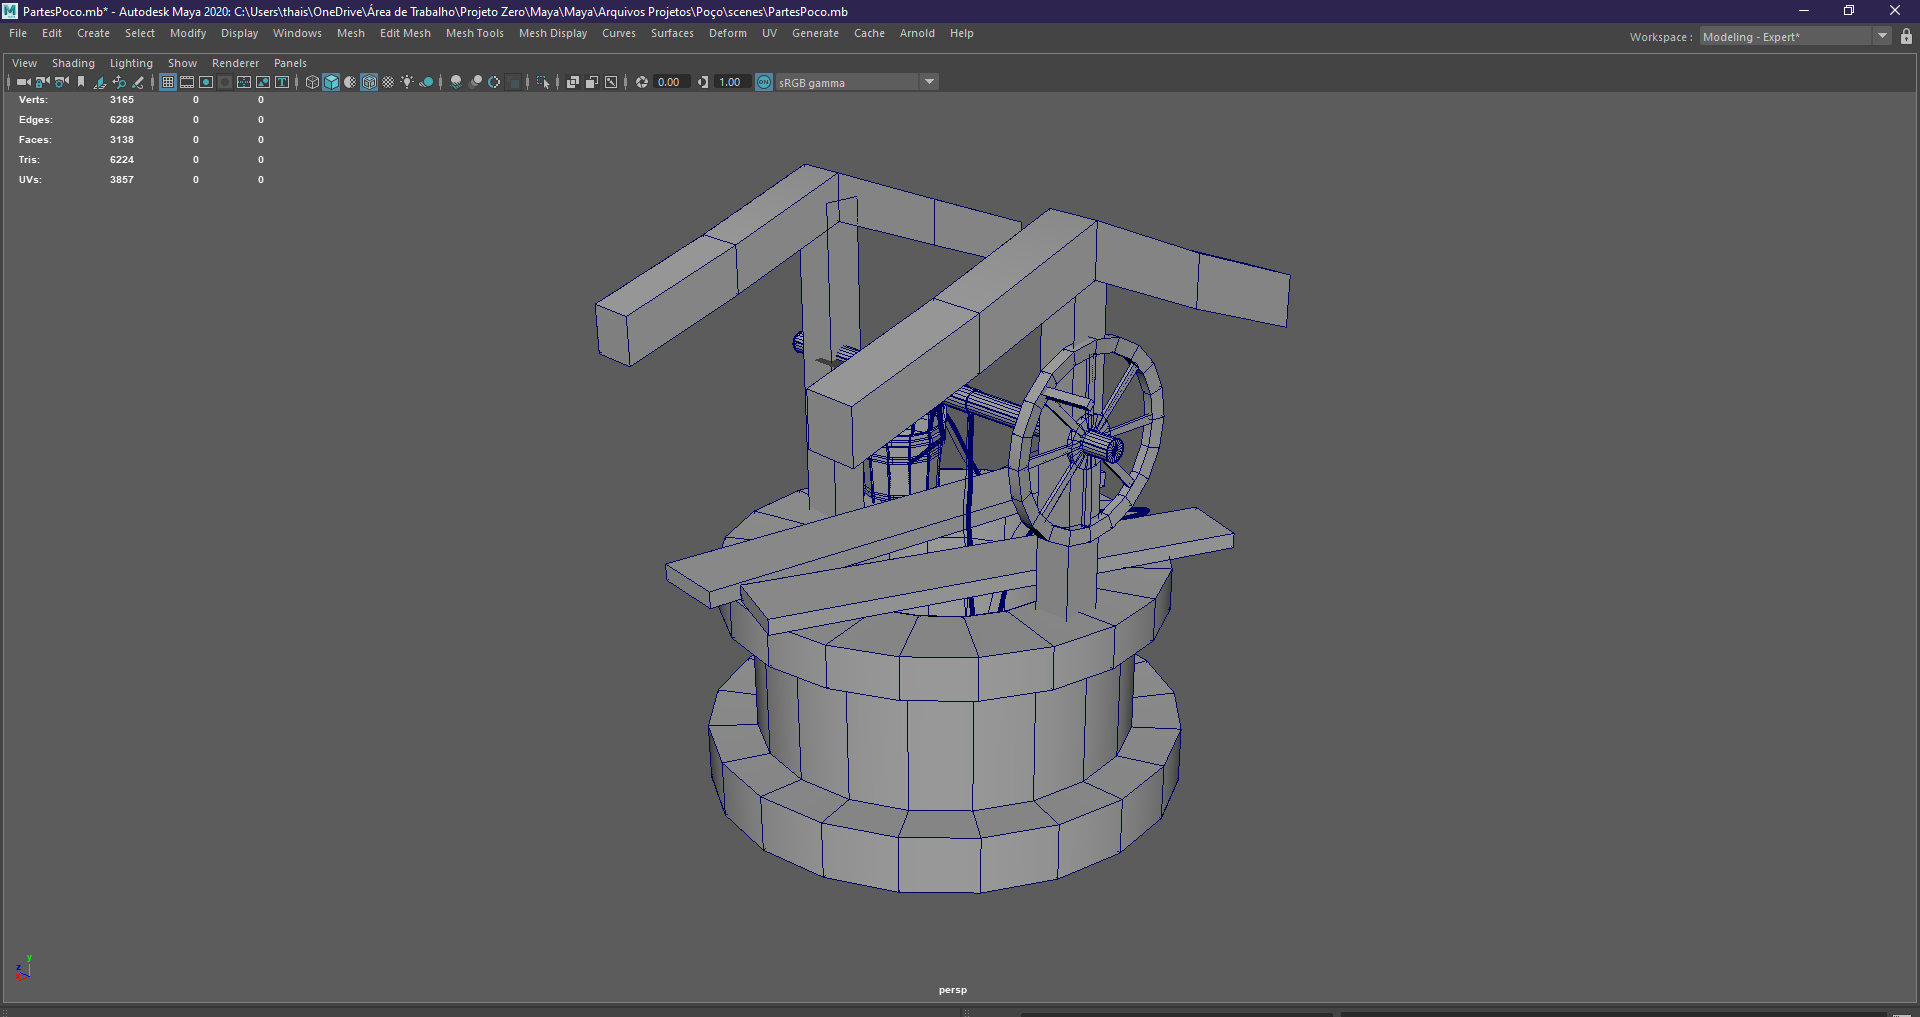 PartesPoco.mb* - Autodesk Maya 2020: C:\Users\thais\OneDrive\Área de Trabalho\Projeto Zero\Maya\Maya\Arquivos Projetos\Poço\scenes\PartesPoco.mb
File Edit Create Select Modify Display Windows Mesh Edit Mesh Mesh Tools Mesh Display Curves Surfaces Deform UV Generate Cache Arnold Help Workspace : Modeling - Expert*
View Shading Lighting Show Renderer Panels
0.00 1.00 ON sRGB gamma
Verts: 3165 0 0
Edges: 6288 0 0
Faces: 3138 0 0
Tris: 6224 0 0
UVs: 3857 0 0
y
z
x
persp